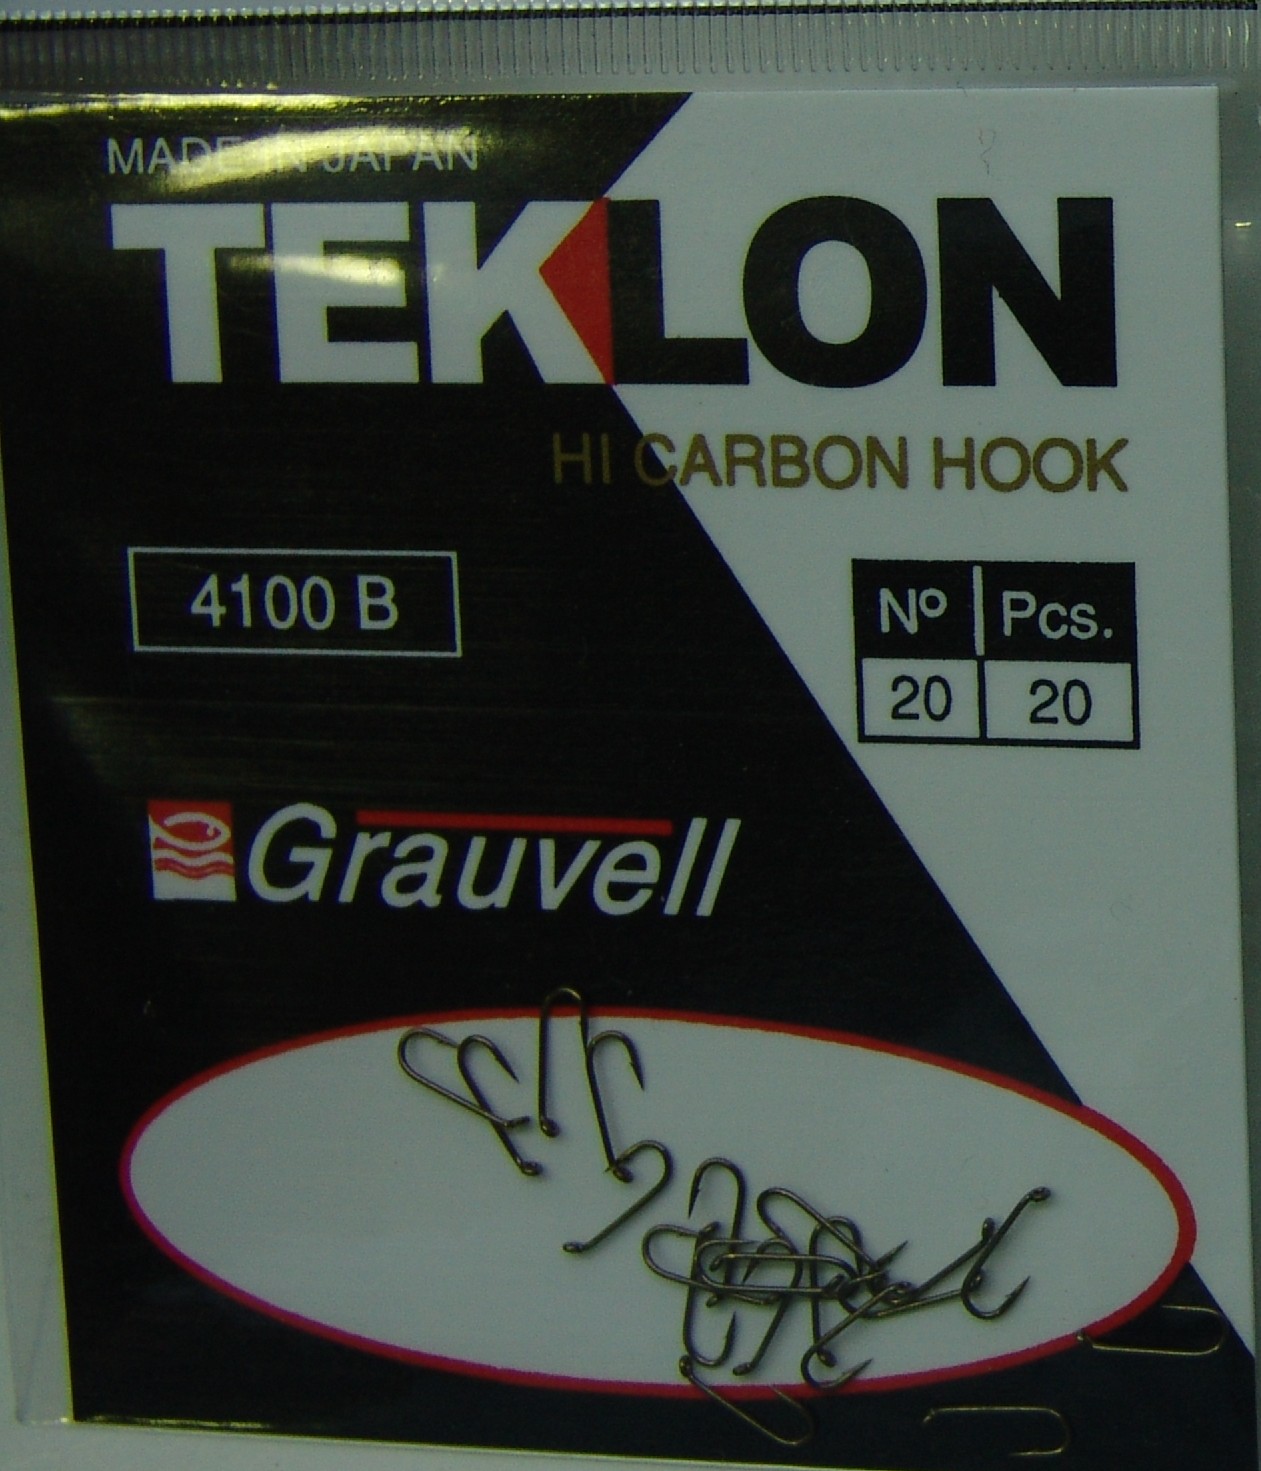 MADE IN JAPAN
TEKLON
HI CARBON HOOK
4100 B
Nº Pcs.
20 20
Grauvell